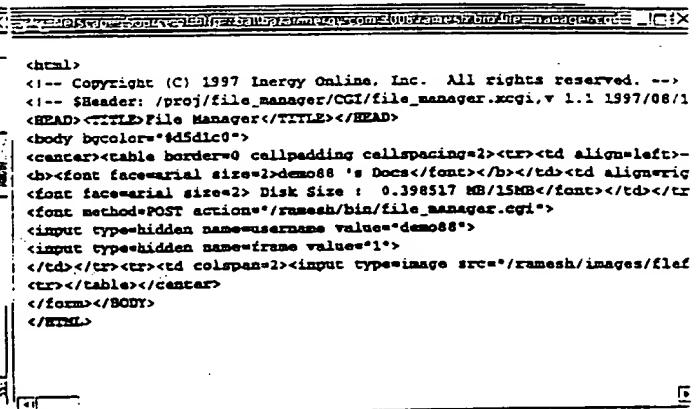 <html>
<!-- Copyright (C) 1997 Inergy Online, Inc. All rights reserved. -->
<!-- $Header: /proj/file_manager/CGI/file_manager.xcgi,v 1.1 1997/08/1
<HEAD><TITLE>File Manager</TITLE></HEAD>
<body bgcolor="#d5d1c0">
<center><table border=0 cellpadding cellspacing=2><tr><td align=left>-
<b><font face=arial size=2>demo88 's Docs</font></b></td><td align=rig
<font face=arial size=2> Disk Size : 0.398517 MB/15MB</font></td></tr
<font method=POST action="/ramesh/bin/file_manager.cgi">
<input type=hidden name=username value="demo88">
<input type=hidden name=frame value="1">
</td></tr><tr><td colspan=2><input type=image src="/ramesh/images/flef
<tr></table></center>
</form></BODY>
</HTML>